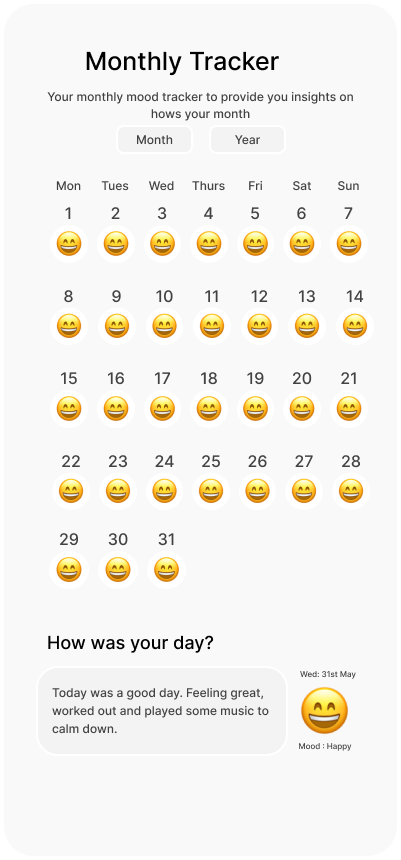 Monthly Tracker
Your monthly mood tracker to provide you insights on
hows your month
Month Year
Mon Tues Wed Thurs Fri Sat Sun
1 2 3 4 5 6 7
8 9 10 11 12 13 14
15 16 17 18 19 20 21
22 23 24 25 26 27 28
29 30 31
How was your day?
Wed: 31st May
Today was a good day. Feeling great,
worked out and played some music to
calm down.
Mood : Happy